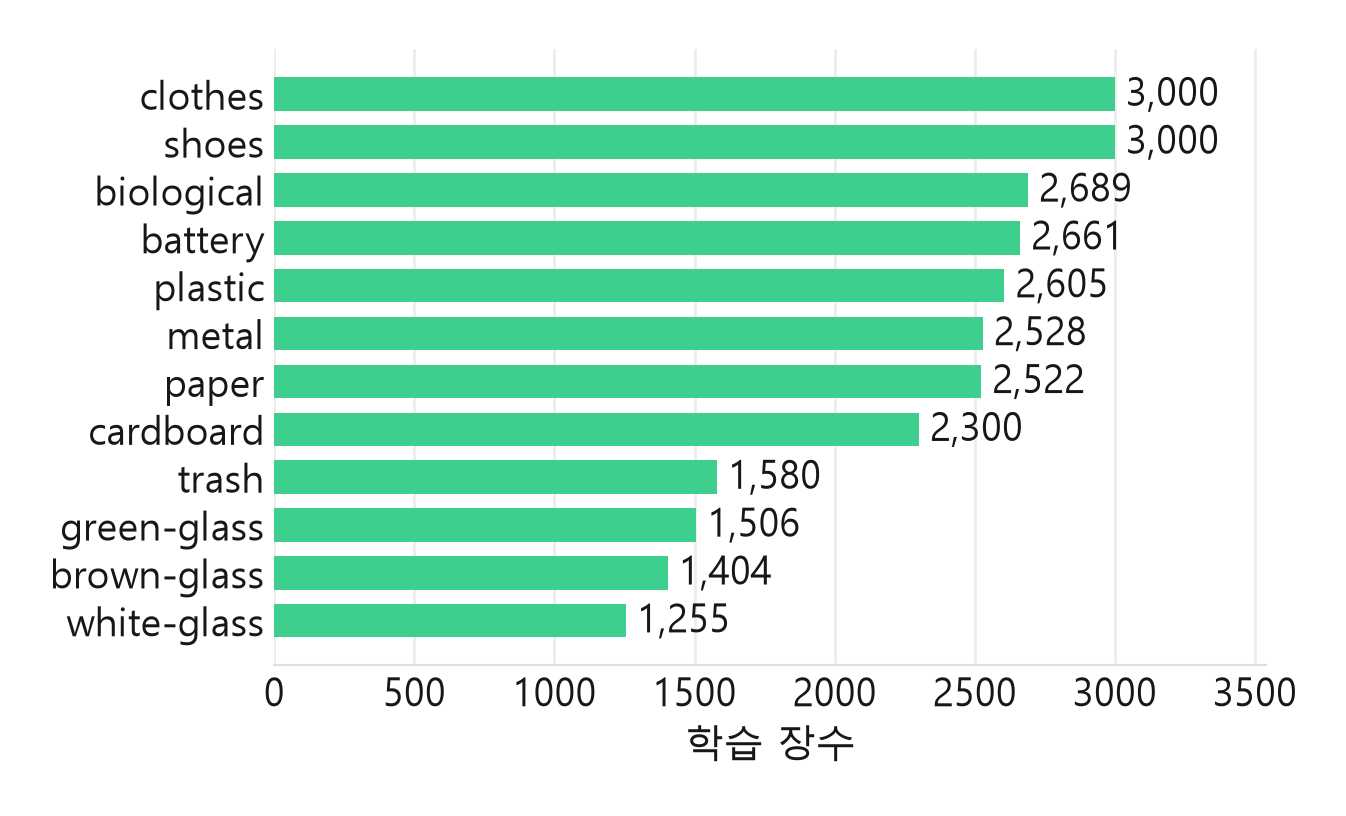 clothes 3,000
shoes 3,000
biological 2,689
battery 2,661
plastic 2,605
metal 2,528
paper 2,522
cardboard 2,300
trash 1,580
green-glass 1,506
brown-glass 1,404
white-glass 1,255
0 500 1000 1500 2000 2500 3000 3500
학습 장수